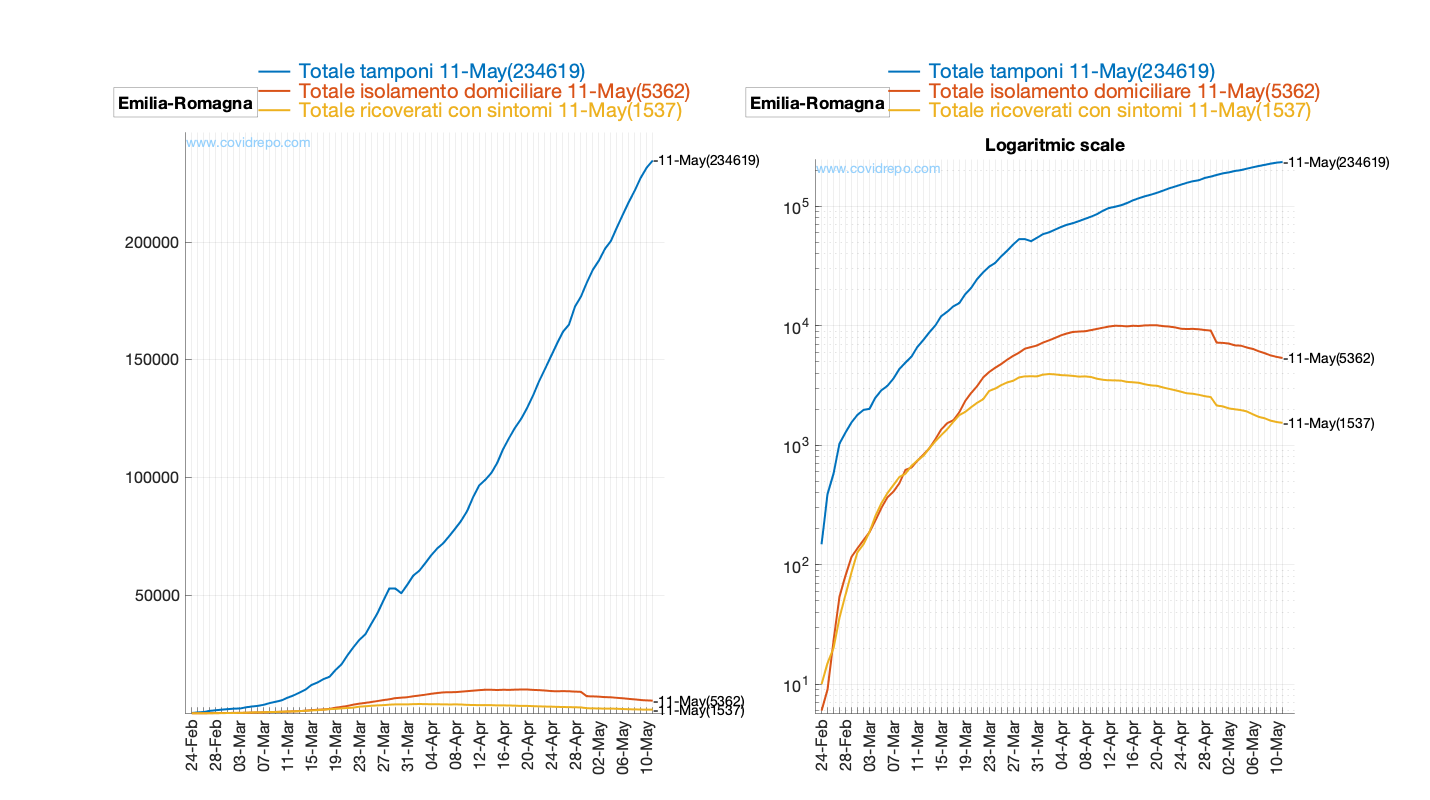 Totale tamponi 11-May(234619)
Totale isolamento domiciliare 11-May(5362)
Totale ricoverati con sintomi 11-May(1537)
Emilia-Romagna
www.covidrepo.com
200000
150000
100000
50000
-11-May(234619)
-11-May(5362)
-11-May(1537)
24-Feb
28-Feb
03-Mar
07-Mar
11-Mar
15-Mar
19-Mar
23-Mar
27-Mar
31-Mar
04-Apr
08-Apr
12-Apr
16-Apr
20-Apr
24-Apr
28-Apr
02-May
06-May
10-May
Totale tamponi 11-May(234619)
Totale isolamento domiciliare 11-May(5362)
Totale ricoverati con sintomi 11-May(1537)
Emilia-Romagna
Logaritmic scale
www.covidrepo.com
10^5
10^4
10^3
10^2
10^1
-11-May(234619)
-11-May(5362)
-11-May(1537)
24-Feb
28-Feb
03-Mar
07-Mar
11-Mar
15-Mar
19-Mar
23-Mar
27-Mar
31-Mar
04-Apr
08-Apr
12-Apr
16-Apr
20-Apr
24-Apr
28-Apr
02-May
06-May
10-May